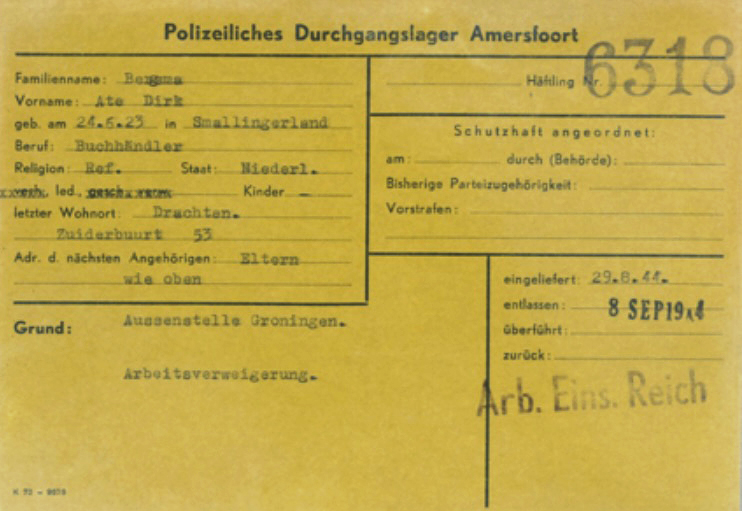 Polizeiliches Durchgangslager Amersfoort
Familienname: Bergsma
Vorname: Ate Dirk
geb. am 24.6.23 in Smallingerland
Beruf: Buchhändler
Religion: Ref. Staat: Niederl.
verh., led., gesch. Kinder –
letzter Wohnort: Drachten.
Zuiderbuurt 53
Adr. d. nächsten Angehörigen: Eltern
wie oben
Häftling Nr. 6318
Schutzhaft angeordnet:
am: durch (Behörde):
Bisherige Parteizugehörigkeit:
Vorstrafen:
Grund: Aussenstelle Groningen.
Arbeitsverweigerung.
eingeliefert: 29.8.44.
entlassen: 8 SEP 1944
überführt:
zurück:
Arb. Eins. Reich
K 72 –